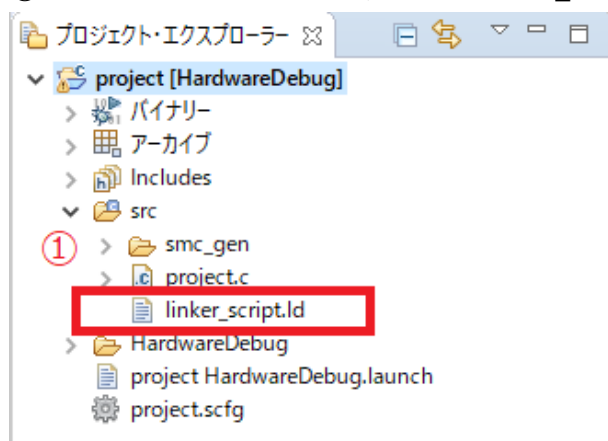 プロジェクト・エクスプローラー
project [HardwareDebug]
バイナリー
アーカイブ
Includes
src
① smc_gen
project.c
linker_script.ld
HardwareDebug
project HardwareDebug.launch
project.scfg